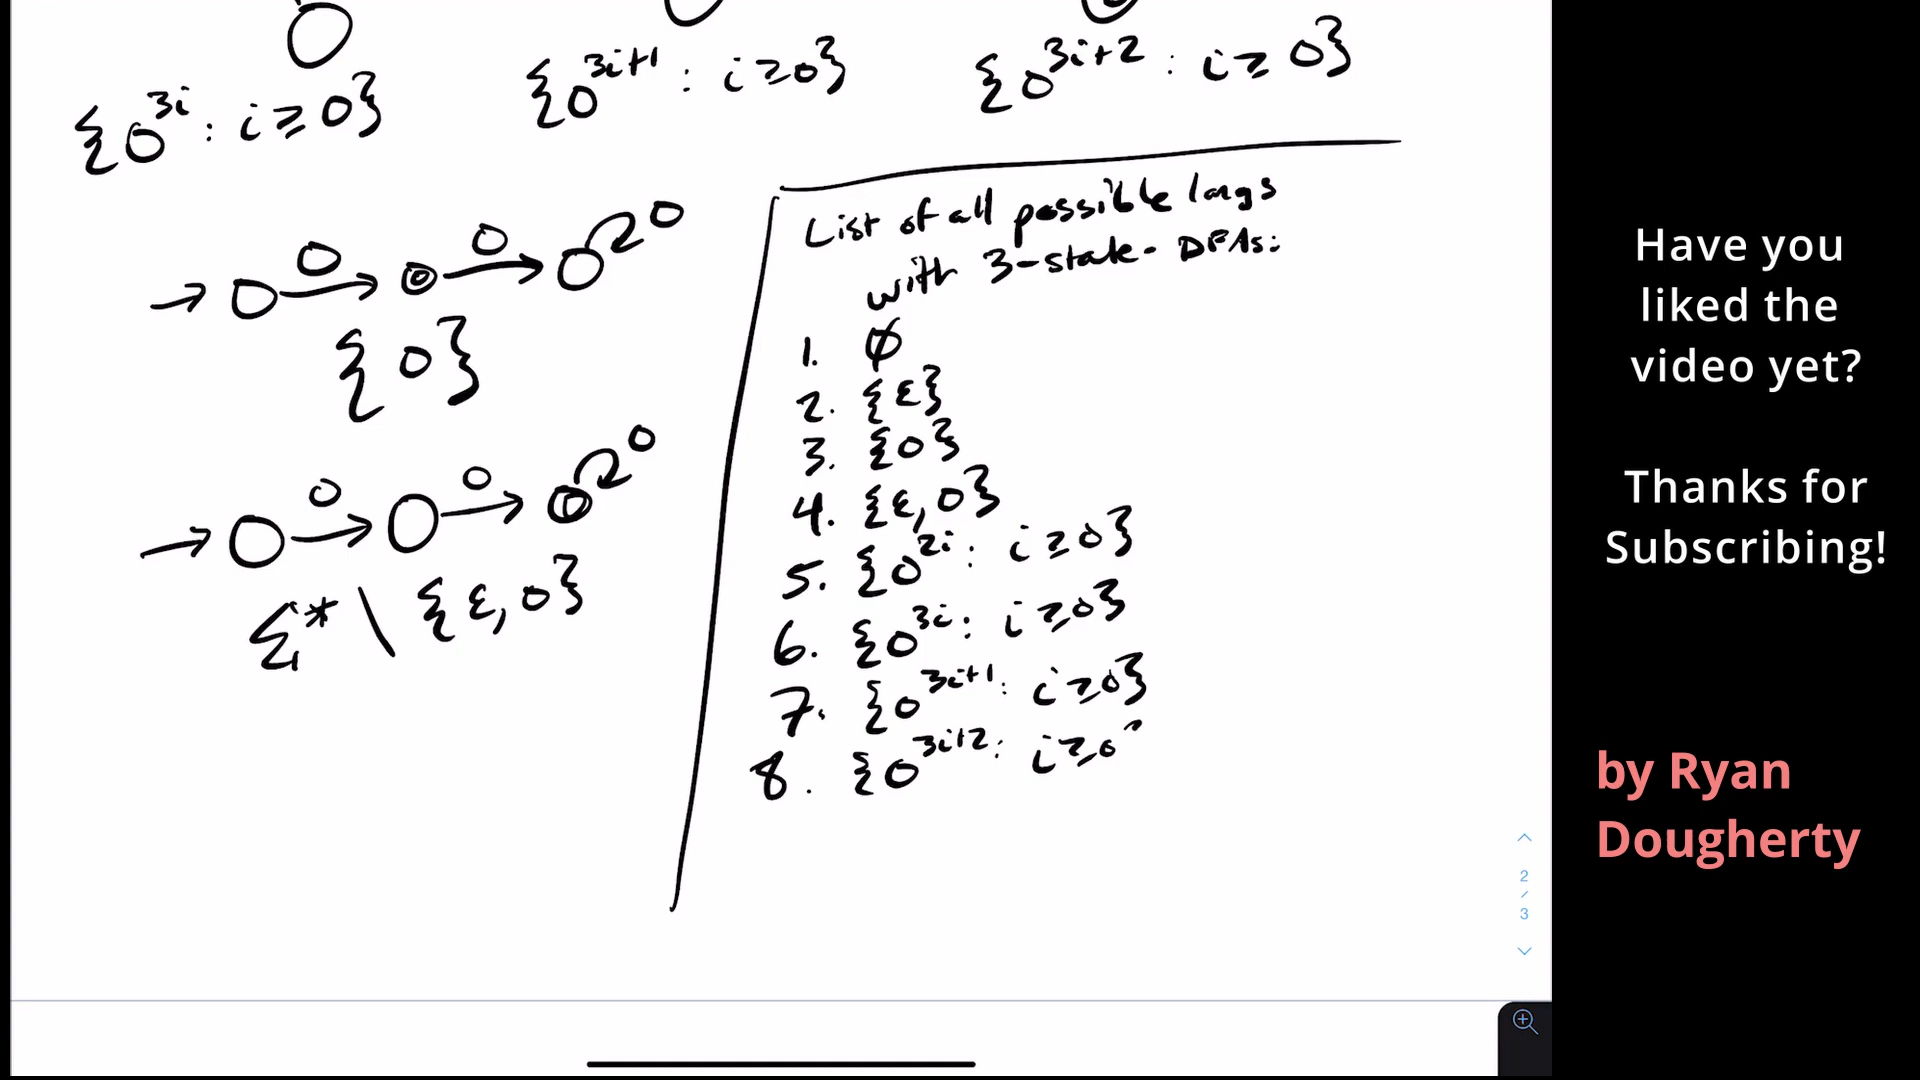 {0^{3i} : i ≥ 0}
{0^{3i+1} : i ≥ 0}
{0^{3i+2} : i ≥ 0}
→ 0 0 0
{0}
→ 0 0 0
Σ* \ {ε, 0}
List of all possible langs
with 3-state-DFAs:
1. ∅
2. {ε}
3. {0}
4. {ε, 0}
5. {0^{2i} : i ≥ 0}
6. {0^{3i} : i ≥ 0}
7. {0^{3i+1} : i ≥ 0}
8. {0^{3i+2} : i ≥ 0
Have you
liked the
video yet?
Thanks for
Subscribing!
by Ryan
Dougherty
2
/
3